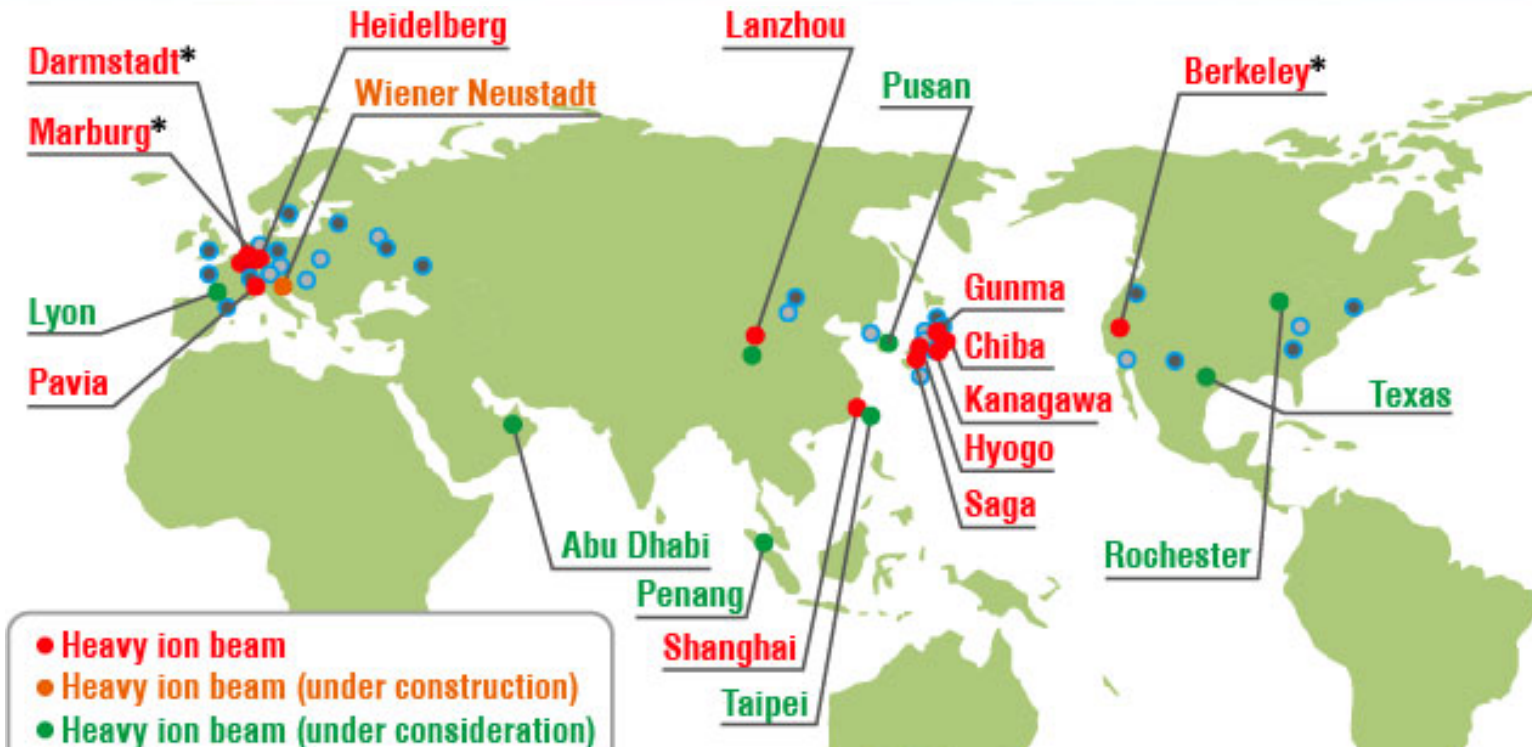 Heidelberg
Lanzhou
Darmstadt*
Pusan
Berkeley*
Wiener Neustadt
Marburg*
Gunma
Lyon
Chiba
Pavia
Kanagawa
Texas
Hyogo
Saga
Abu Dhabi
Rochester
Penang
Shanghai
Taipei
Heavy ion beam
Heavy ion beam (under construction)
Heavy ion beam (under consideration)